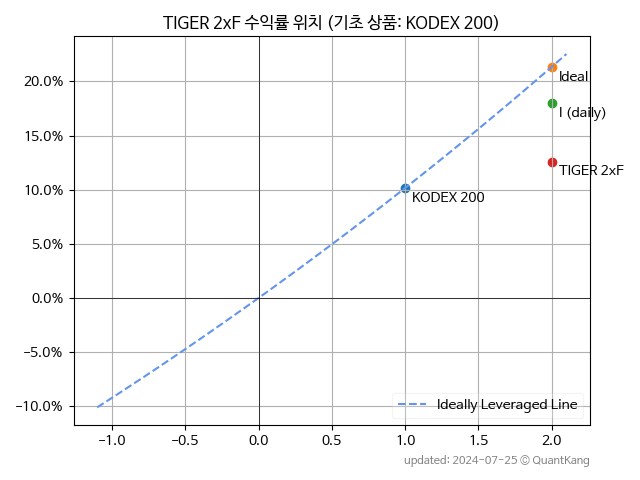 TIGER 2xF 수익률 위치 (기초 상품: KODEX 200)
20.0%
15.0%
10.0%
5.0%
0.0%
−5.0%
−10.0%
Ideal
I (daily)
TIGER 2xF
KODEX 200
Ideally Leveraged Line
−1.0 −0.5 0.0 0.5 1.0 1.5 2.0
updated: 2024-07-25 © QuantKang